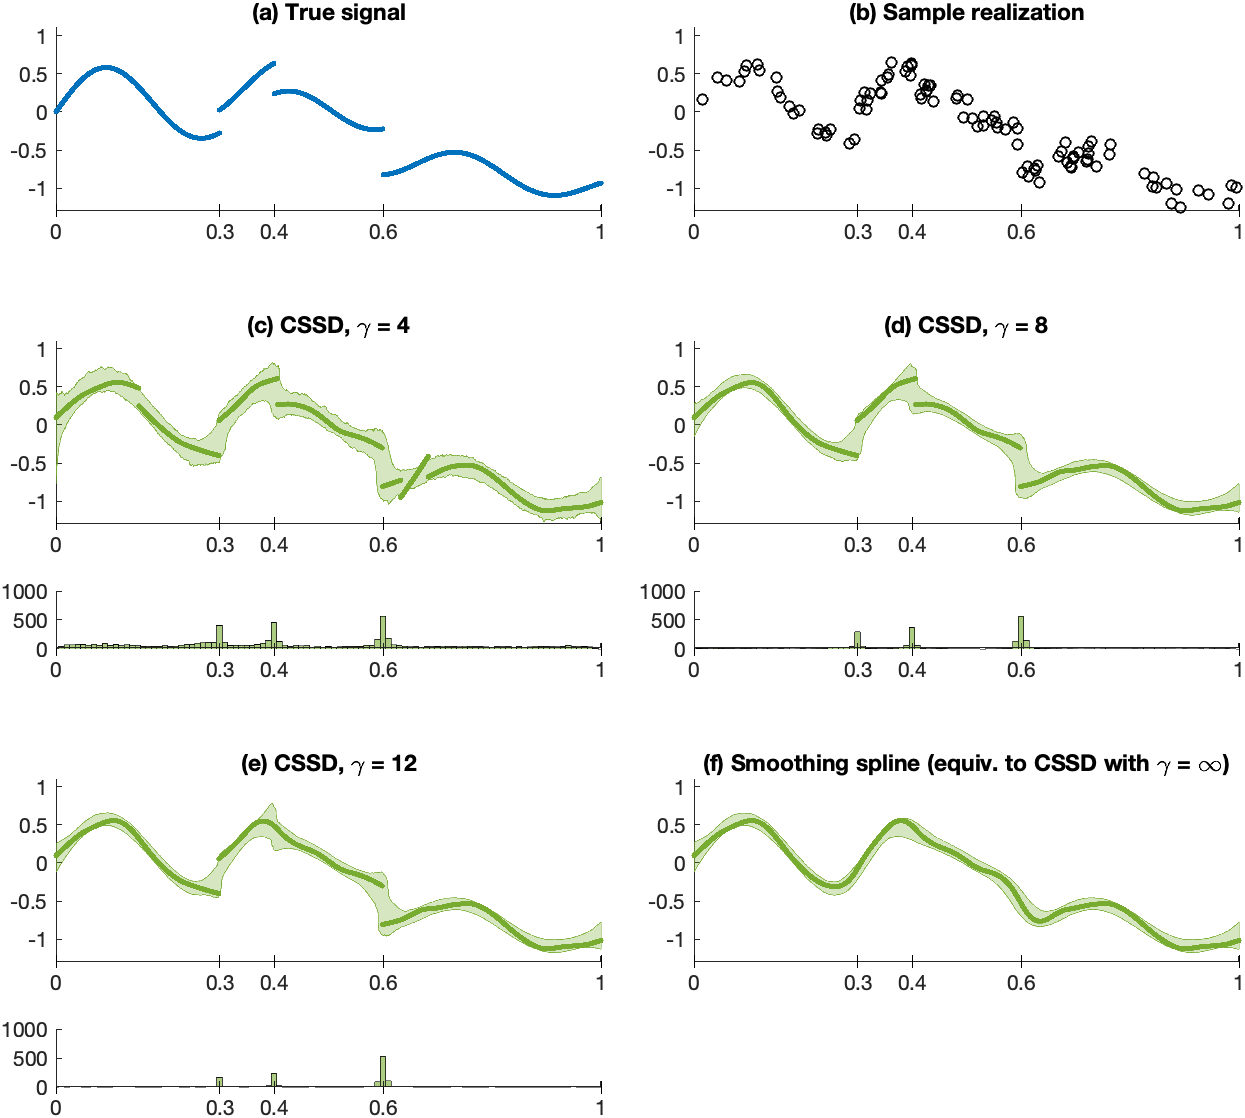 (a) True signal
(b) Sample realization
1
0.5
0
-0.5
-1
0 0.3 0.4 0.6 1
1
0.5
0
-0.5
-1
0 0.3 0.4 0.6 1
(c) CSSD, γ = 4
(d) CSSD, γ = 8
1
0.5
0
-0.5
-1
0 0.3 0.4 0.6 1
1
0.5
0
-0.5
-1
0 0.3 0.4 0.6 1
1000
500
0
0 0.3 0.4 0.6 1
1000
500
0
0 0.3 0.4 0.6 1
(e) CSSD, γ = 12
(f) Smoothing spline (equiv. to CSSD with γ = ∞)
1
0.5
0
-0.5
-1
0 0.3 0.4 0.6 1
1
0.5
0
-0.5
-1
0 0.3 0.4 0.6 1
1000
500
0
0 0.3 0.4 0.6 1